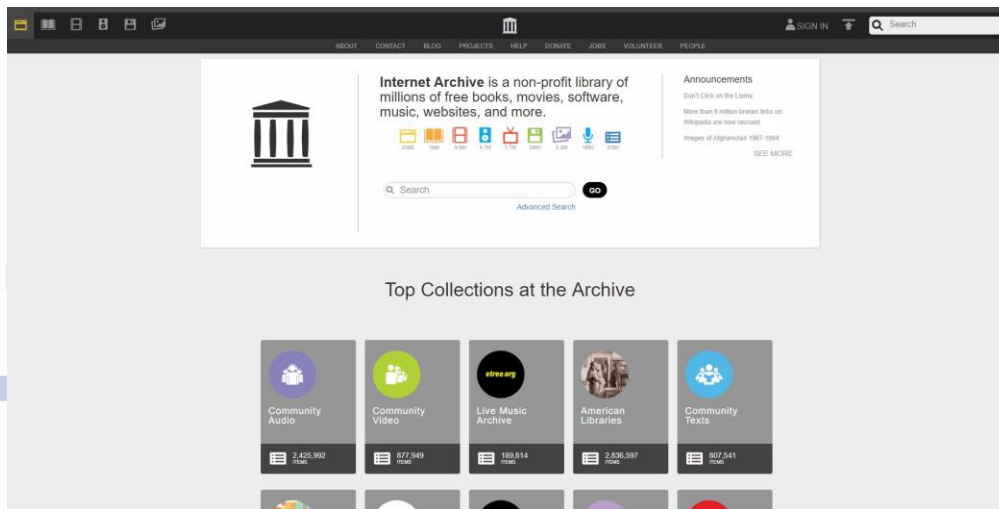 SIGN IN
Search
ABOUT CONTACT BLOG PROJECTS HELP DONATE JOBS VOLUNTEER PEOPLE
Internet Archive is a non-profit library of
millions of free books, movies, software,
music, websites, and more.
Search
GO
Advanced Search
Announcements
Don't Click on the Llama
More than 9 million broken links on
Wikipedia are now rescued
Images of Afghanistan 1987-1994
SEE MORE
Top Collections at the Archive
Community
Audio
2,425,992
ITEMS
Community
Video
877,949
ITEMS
etree.org
Live Music
Archive
189,814
ITEMS
American
Libraries
2,836,597
ITEMS
Community
Texts
807,541
ITEMS